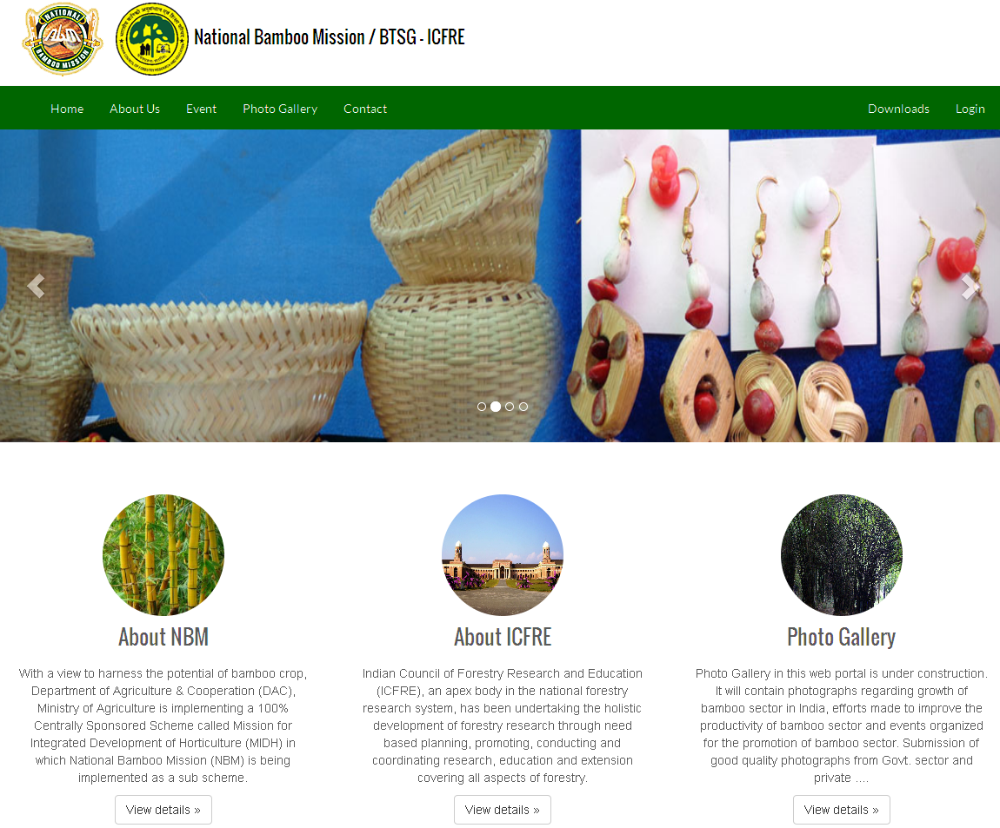 NATIONAL
BAMBOO MISSION
National Bamboo Mission / BTSG - ICFRE
Home About Us Event Photo Gallery Contact Downloads Login
About NBM
With a view to harness the potential of bamboo crop,
Department of Agriculture & Cooperation (DAC),
Ministry of Agriculture is implementing a 100%
Centrally Sponsored Scheme called Mission for
Integrated Development of Horticulture (MIDH) in
which National Bamboo Mission (NBM) is being
implemented as a sub scheme.
View details »
About ICFRE
Indian Council of Forestry Research and Education
(ICFRE), an apex body in the national forestry
research system, has been undertaking the holistic
development of forestry research through need
based planning, promoting, conducting and
coordinating research, education and extension
covering all aspects of forestry.
View details »
Photo Gallery
Photo Gallery in this web portal is under construction.
It will contain photographs regarding growth of
bamboo sector in India, efforts made to improve the
productivity of bamboo sector and events organized
for the promotion of bamboo sector. Submission of
good quality photographs from Govt. sector and
private ....
View details »